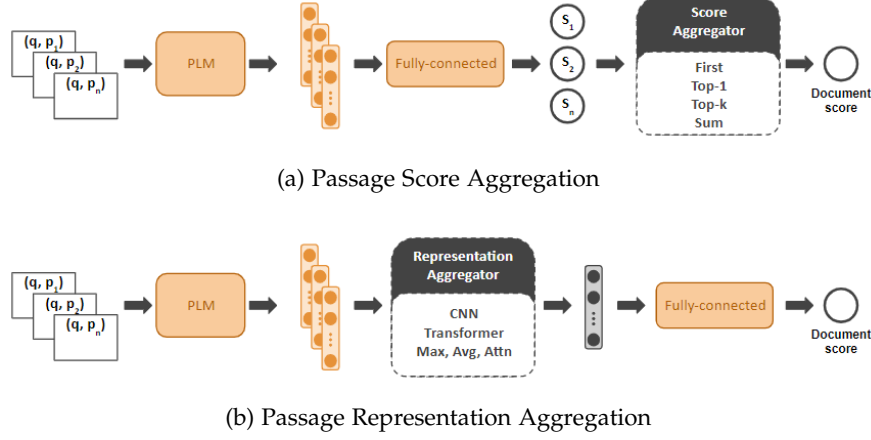 (q, p1)
(q, p2)
(q, pn)
PLM
Fully-connected
S1
S2
Sn
Score
Aggregator
First
Top-1
Top-k
Sum
Document
score
(a) Passage Score Aggregation
(q, p1)
(q, p2)
(q, pn)
PLM
Representation
Aggregator
CNN
Transformer
Max, Avg, Attn
Fully-connected
Document
score
(b) Passage Representation Aggregation